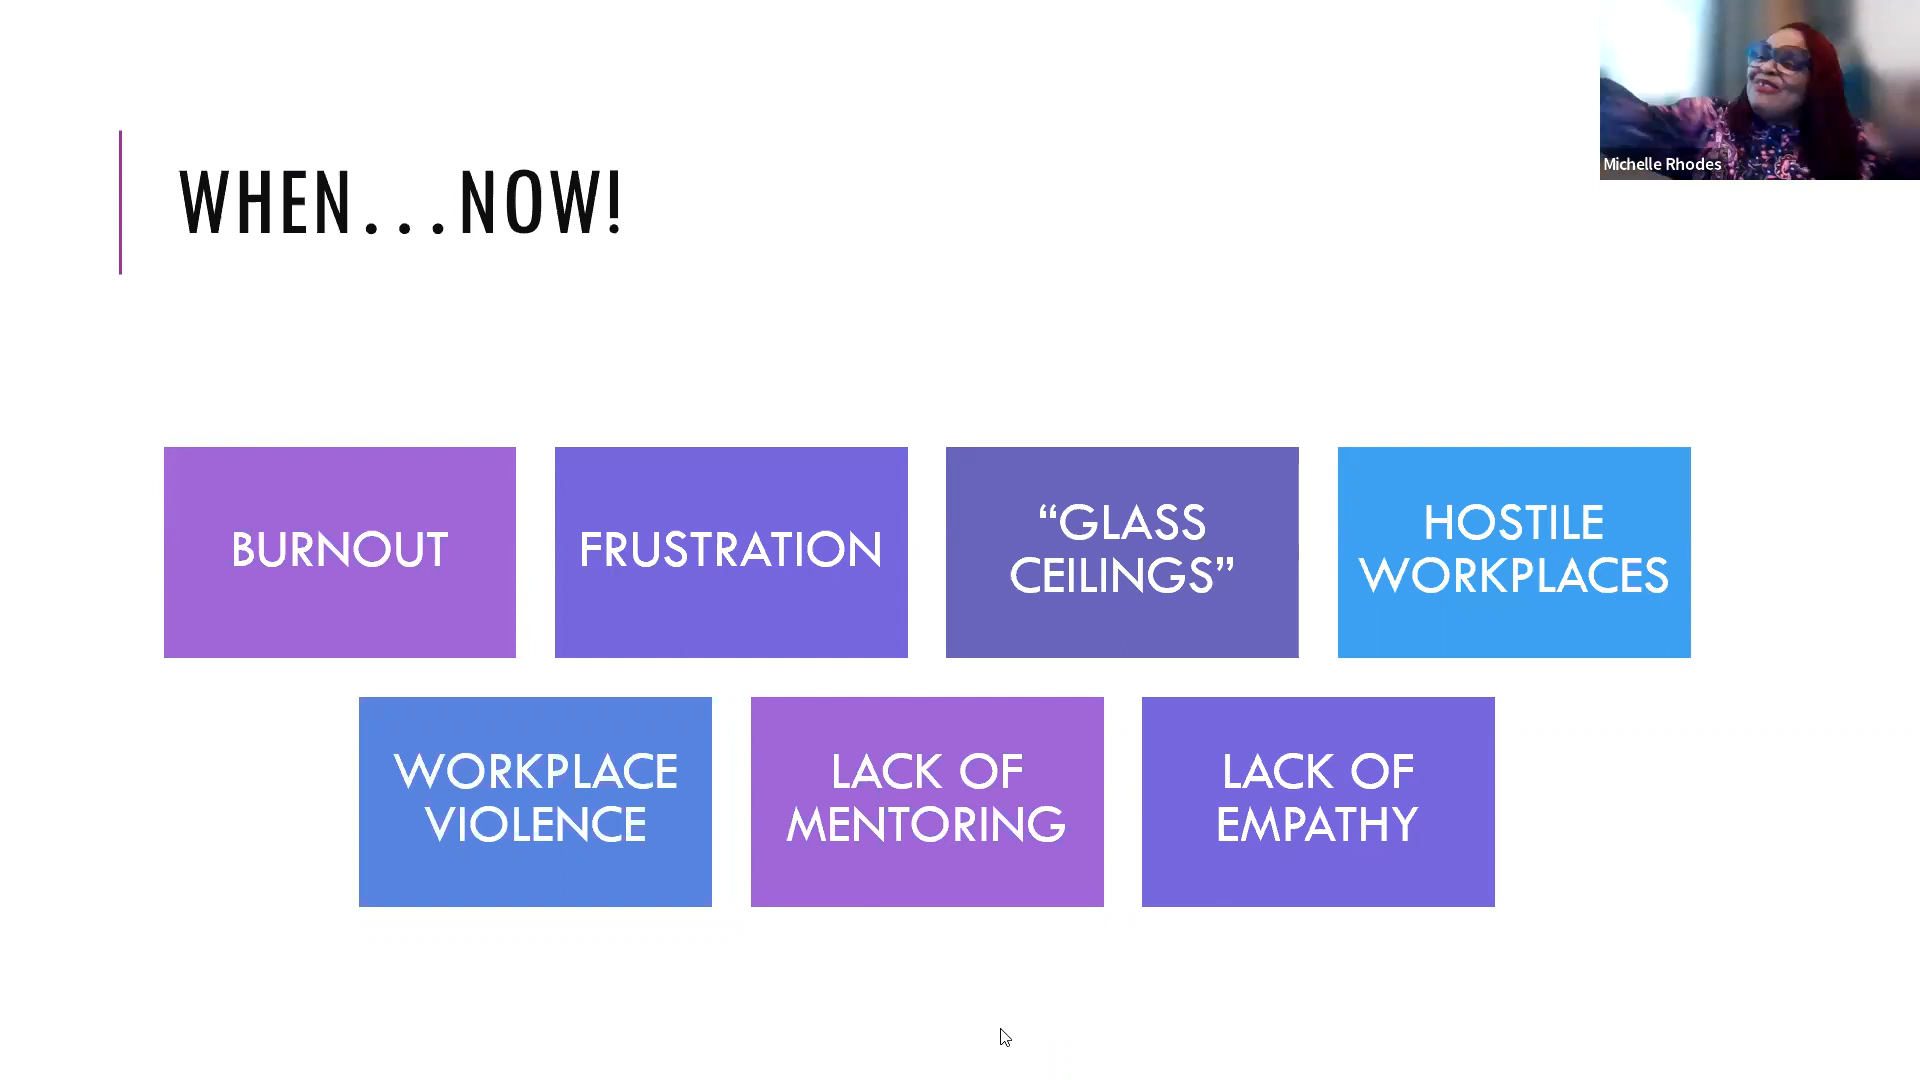 Michelle Rhodes
WHEN...NOW!
BURNOUT
FRUSTRATION
“GLASS
CEILINGS”
HOSTILE
WORKPLACES
WORKPLACE
VIOLENCE
LACK OF
MENTORING
LACK OF
EMPATHY